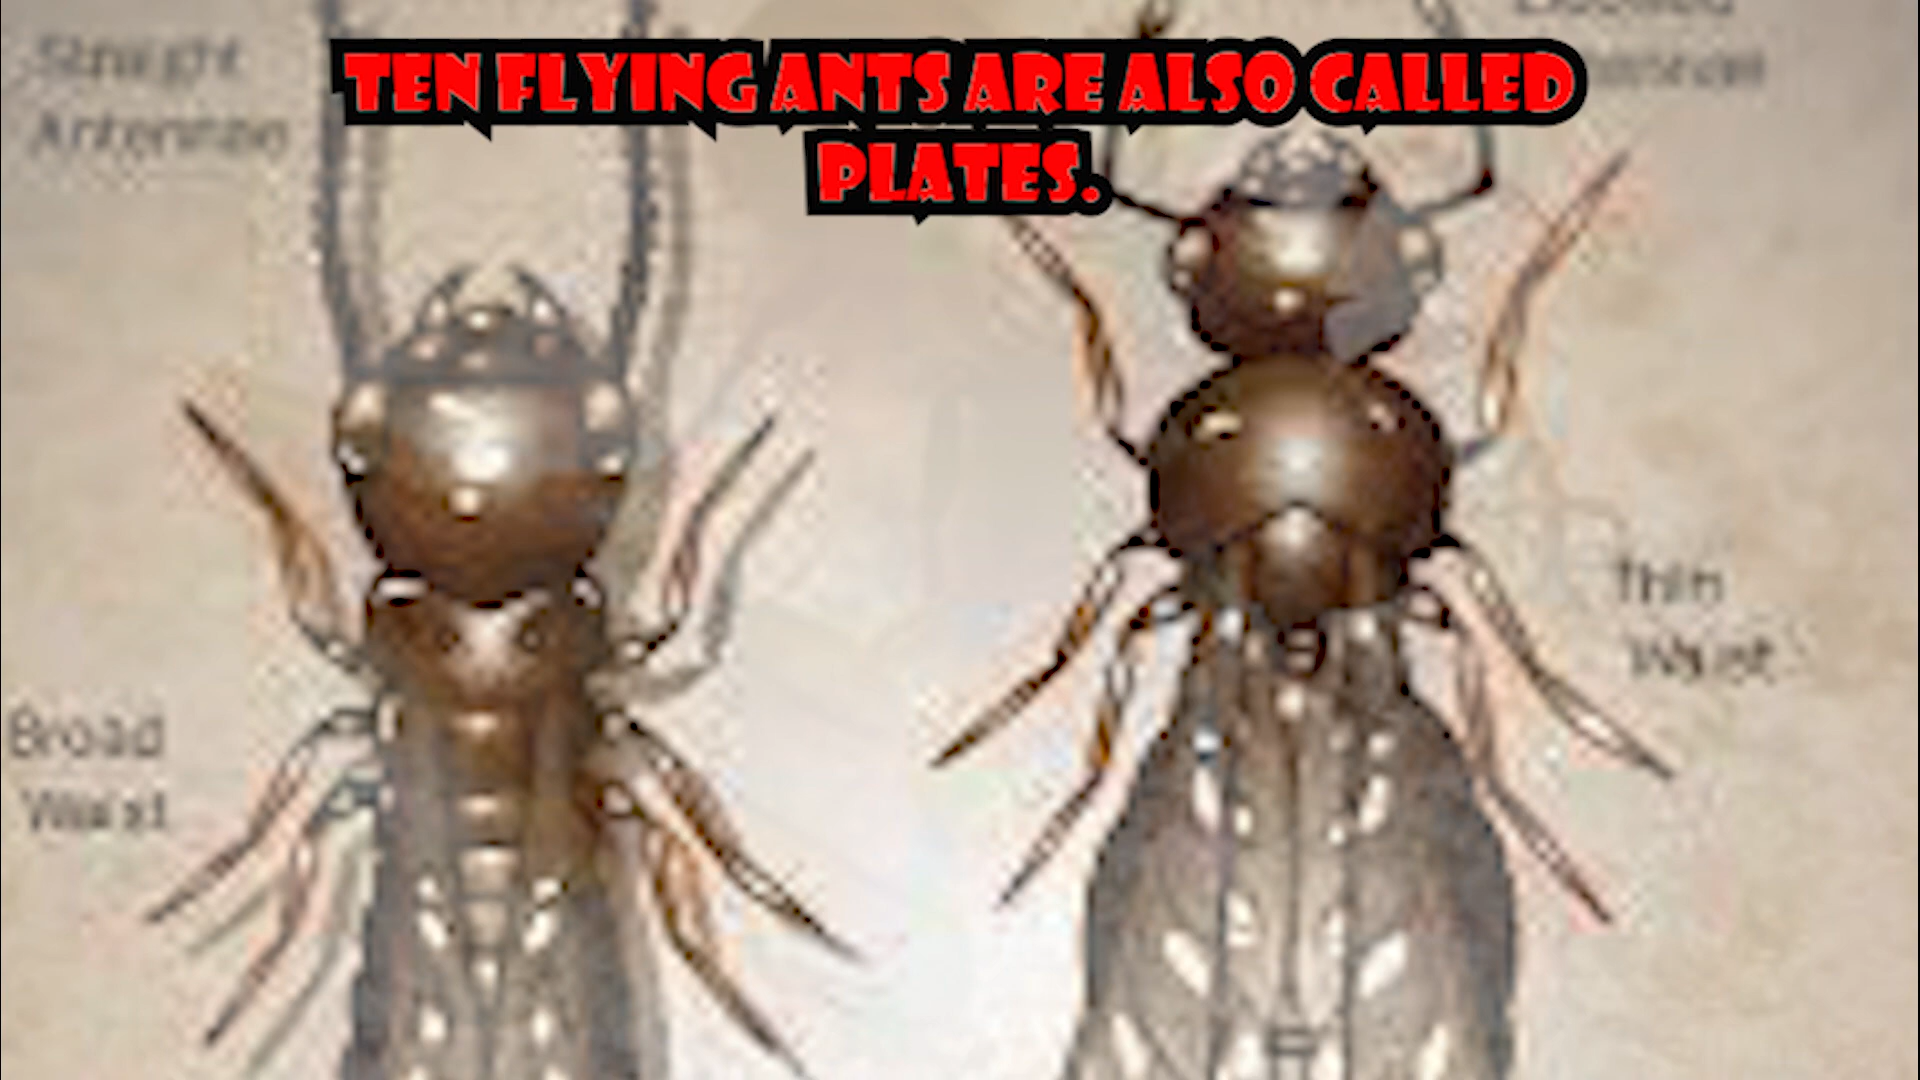 TEN FLYING ANTS ARE ALSO CALLED
PLATES.
Straight
Antennae
Broad
Waist
Thin
Waist